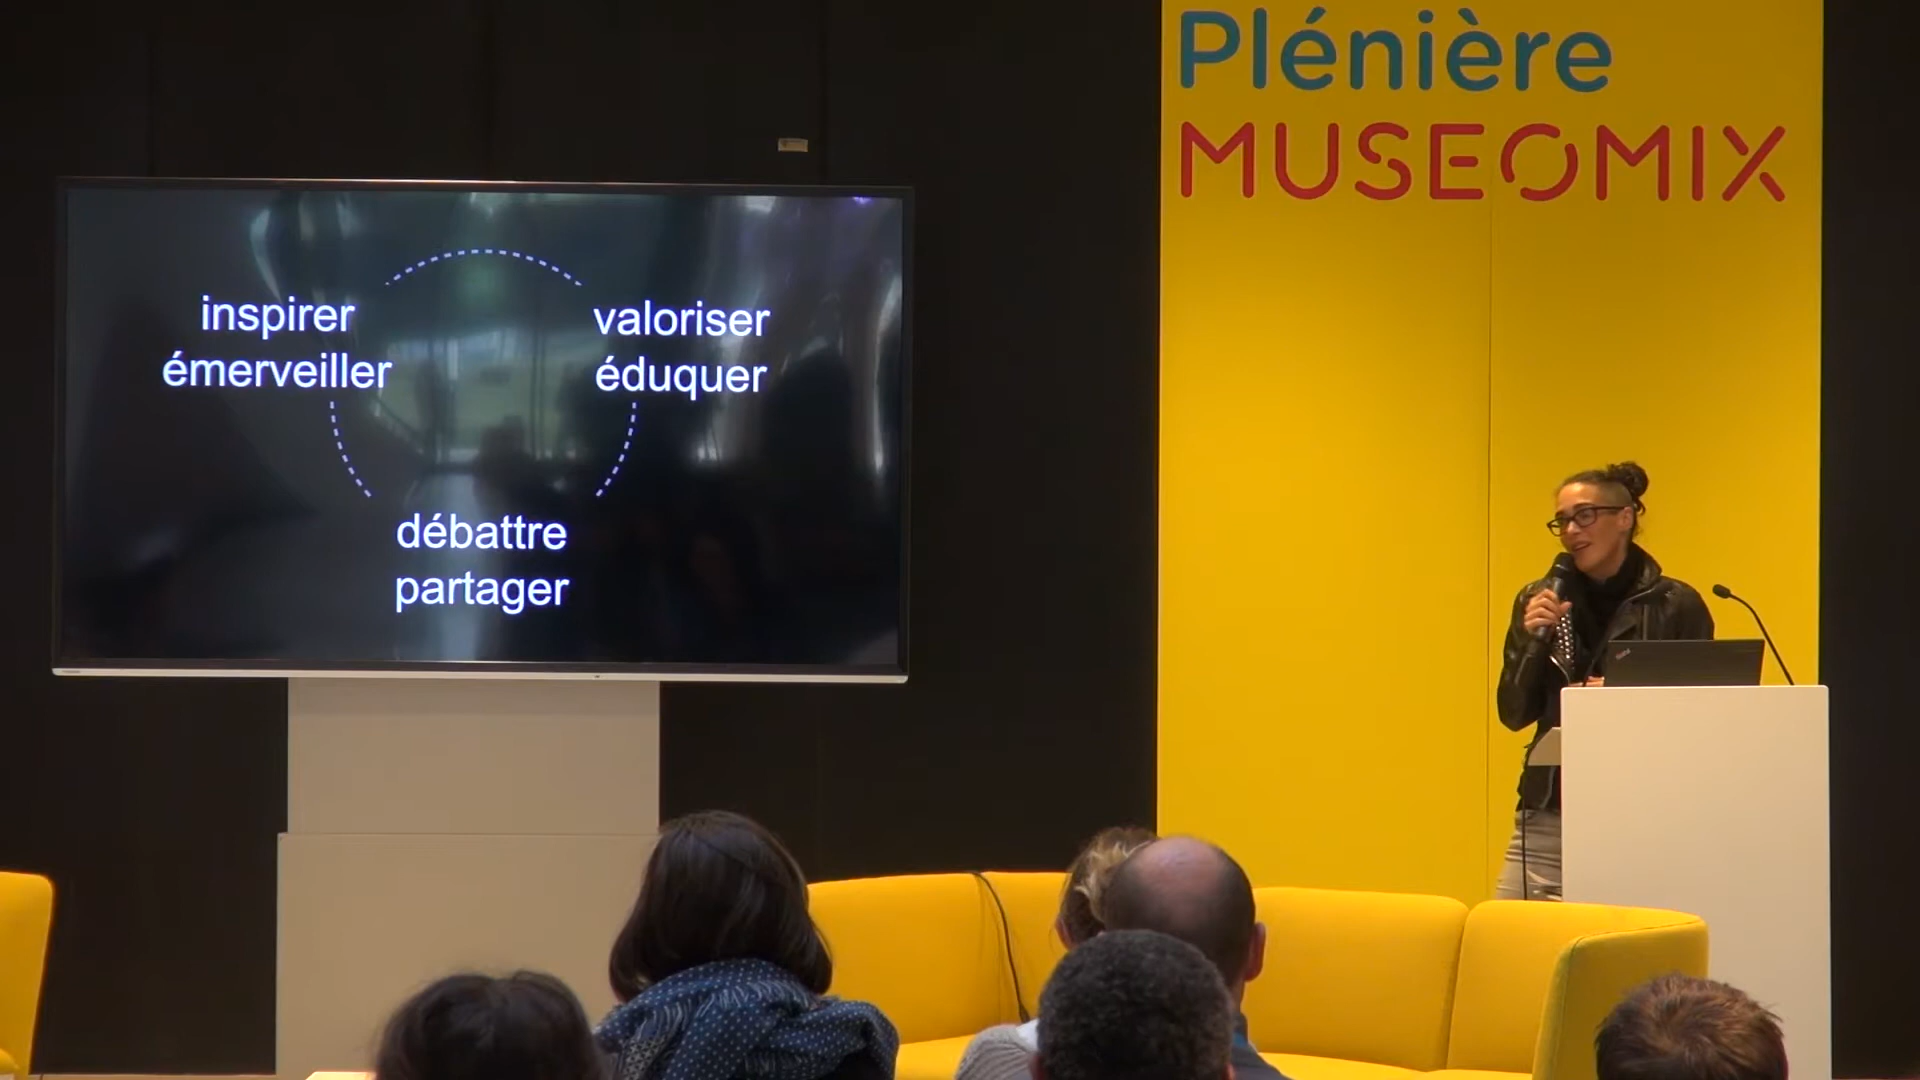 Plénière
MUSEOMIX
inspirer
émerveiller
valoriser
éduquer
débattre
partager